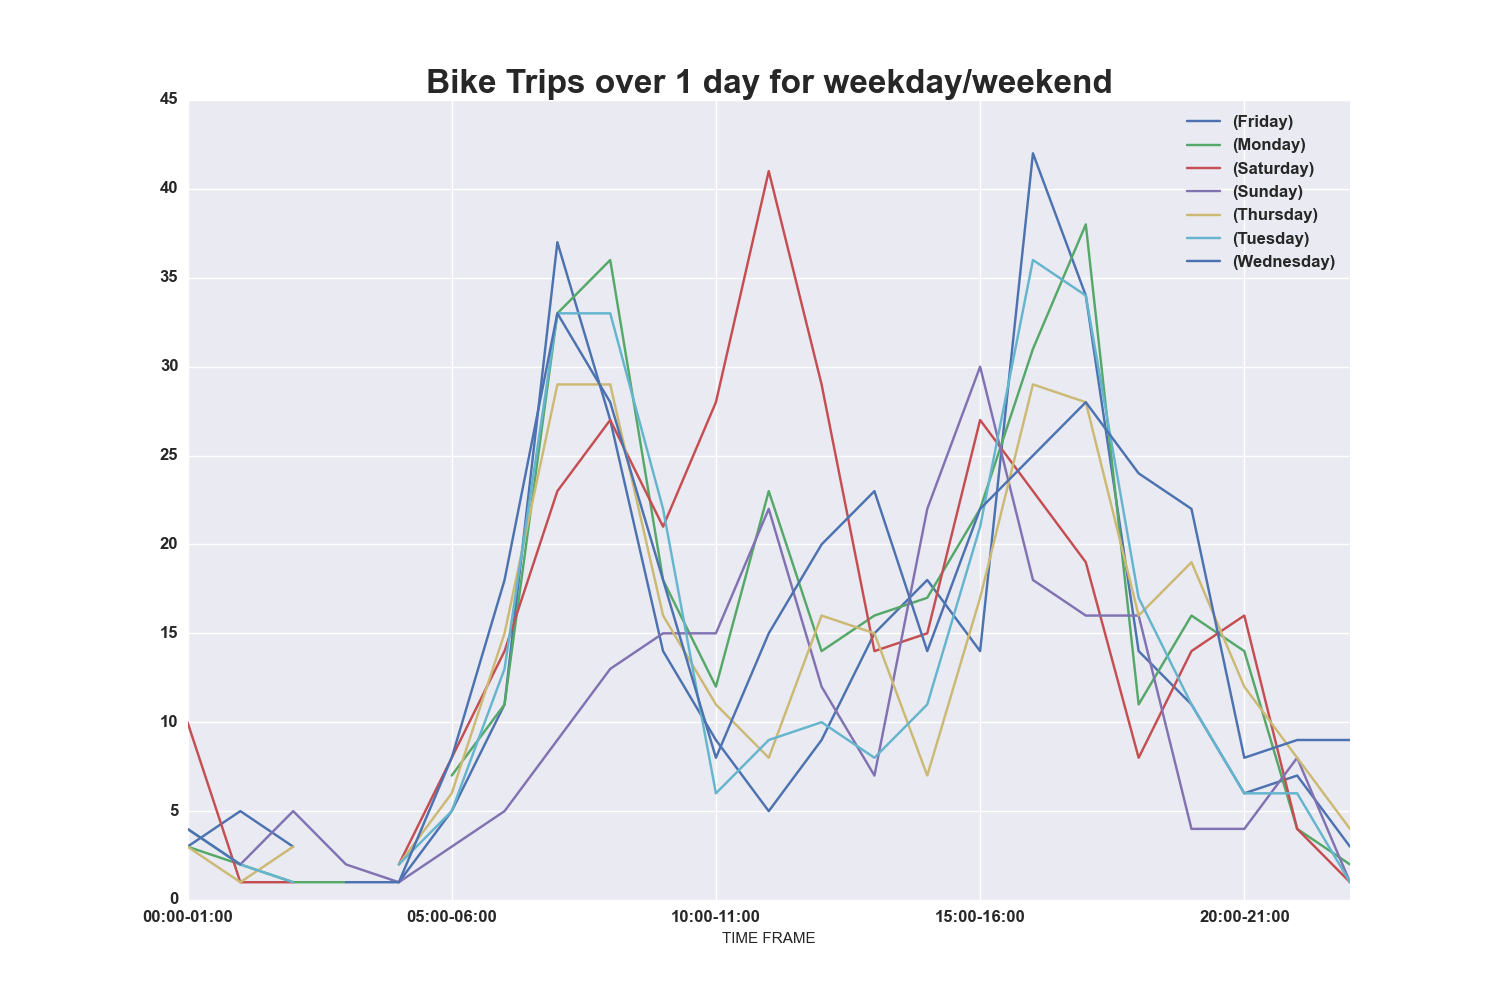 Bike Trips over 1 day for weekday/weekend
45
40
35
30
25
20
15
10
5
0
(Friday)
(Monday)
(Saturday)
(Sunday)
(Thursday)
(Tuesday)
(Wednesday)
00:00-01:00 05:00-06:00 10:00-11:00 15:00-16:00 20:00-21:00
TIME FRAME